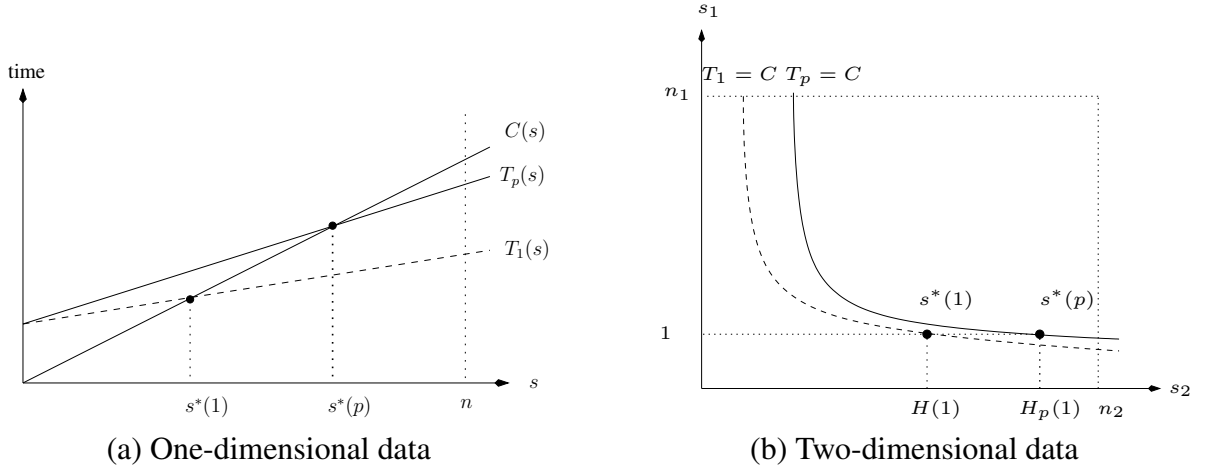 time
C(s)
T_p(s)
T_1(s)
s*(1)
s*(p)
n
s
(a) One-dimensional data
s_1
T_1 = C
T_p = C
n_1
s*(1)
s*(p)
1
H(1)
H_p(1)
n_2
s_2
(b) Two-dimensional data